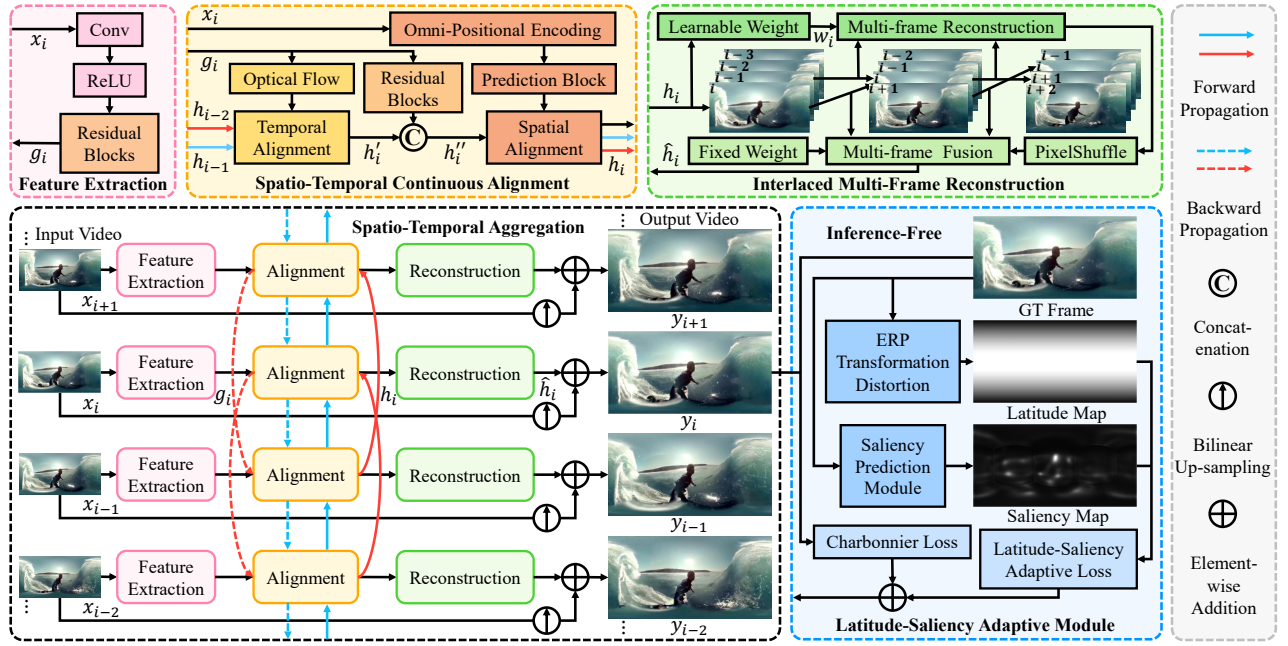 x_i
Conv
ReLU
g_i
Residual
Blocks
Feature Extraction
x_i
Omni-Positional Encoding
g_i
Optical Flow
Residual
Blocks
Prediction Block
h_{i-2}
h_{i-1}
Temporal
Alignment
h_i'
C
h_i''
Spatial
Alignment
h_i
Spatio-Temporal Continuous Alignment
Learnable Weight
w_i
Multi-frame Reconstruction
i-3
i-2
i-1
i-2
i-1
i+1
i-1
i+1
i+2
h_i
ĥ_i
Fixed Weight
Multi-frame Fusion
PixelShuffle
Interlaced Multi-Frame Reconstruction
Forward
Propagation
Backward
Propagation
C
Concat-
enation
Bilinear
Up-sampling
Element-
wise
Addition
⋮ Input Video
Spatio-Temporal Aggregation
⋮ Output Video
Feature
Extraction
Alignment
Reconstruction
x_{i+1}
y_{i+1}
Feature
Extraction
Alignment
Reconstruction
x_i
g_i
h_i
ĥ_i
y_i
Feature
Extraction
Alignment
Reconstruction
x_{i-1}
y_{i-1}
Feature
Extraction
Alignment
Reconstruction
⋮
x_{i-2}
⋮
y_{i-2}
Inference-Free
GT Frame
ERP
Transformation
Distortion
Latitude Map
Saliency
Prediction
Module
Saliency Map
Charbonnier Loss
Latitude-Saliency
Adaptive Loss
Latitude-Saliency Adaptive Module